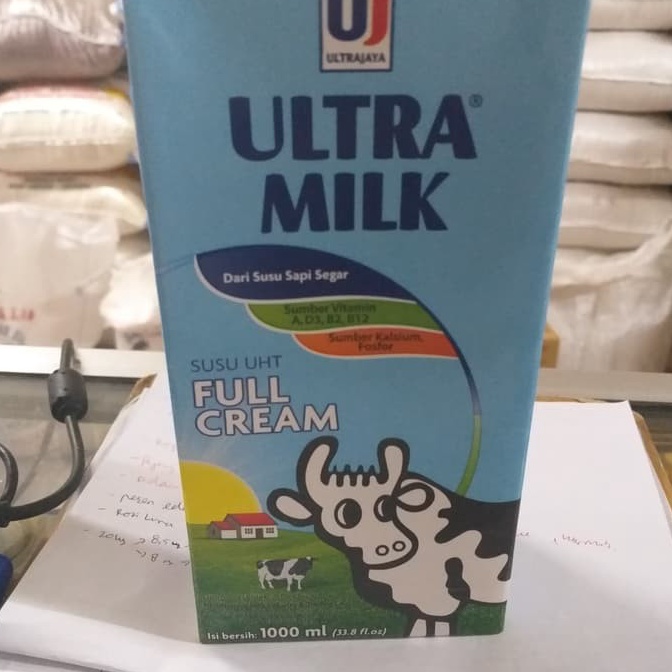 UJ
ULTRAJAYA
ULTRA®
MILK
Dari Susu Sapi Segar
Sumber Vitamin
A, D3, B2, B12
Sumber Kalsium,
Fosfor
SUSU UHT
FULL
CREAM
Isi bersih: 1000 ml (33.8 fl.oz)